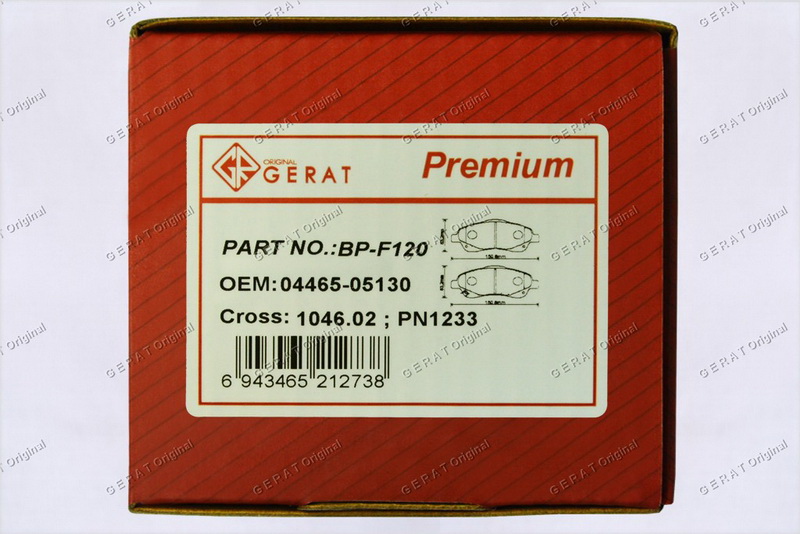 ORIGINAL
GERAT
Premium
PART NO.:BP-F120
OEM:04465-05130
Cross: 1046.02 ; PN1233
6 943465 212738
GERAT Original